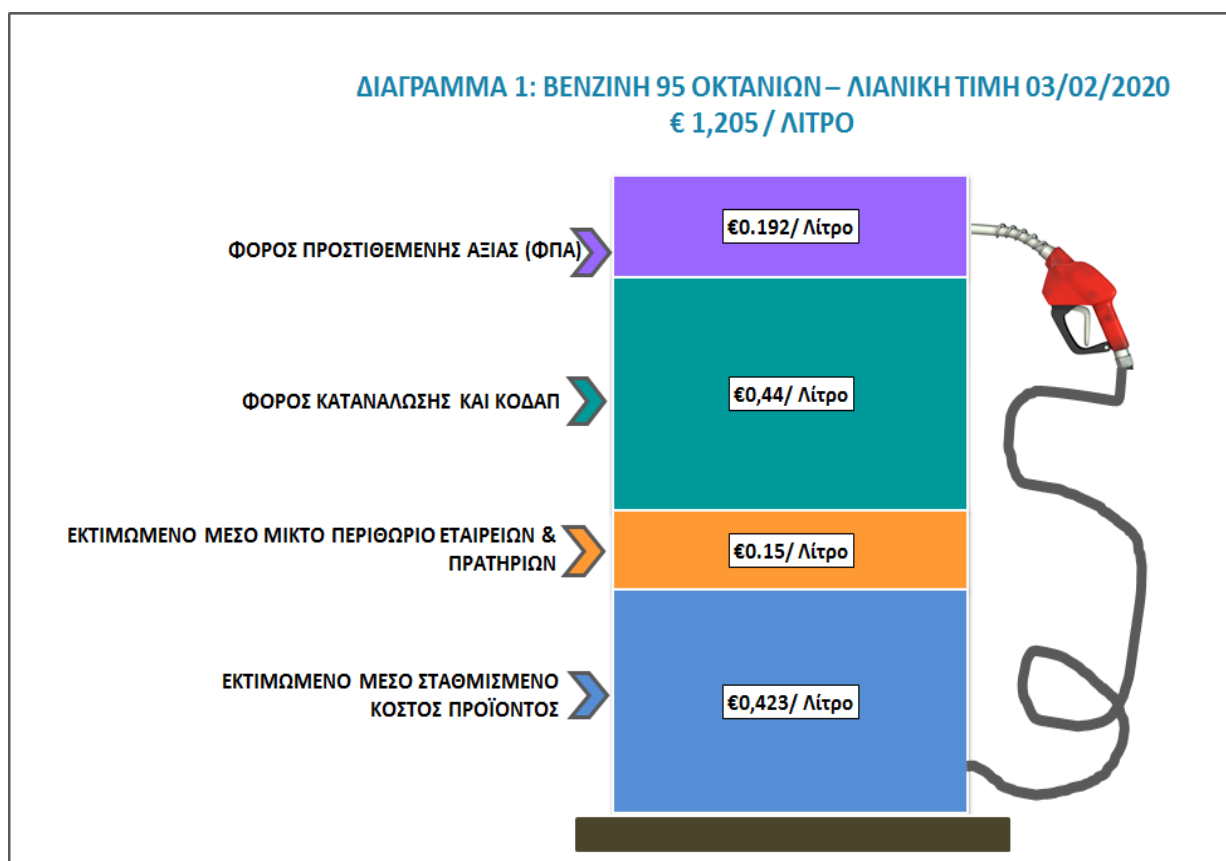 ΔΙΑΓΡΑΜΜΑ 1: ΒΕΝΖΙΝΗ 95 ΟΚΤΑΝΙΩΝ – ΛΙΑΝΙΚΗ ΤΙΜΗ 03/02/2020
€ 1,205 / ΛΙΤΡΟ
€0.192/ Λίτρο
ΦΟΡΟΣ ΠΡΟΣΤΙΘΕΜΕΝΗΣ ΑΞΙΑΣ (ΦΠΑ)
€0,44/ Λίτρο
ΦΟΡΟΣ ΚΑΤΑΝΑΛΩΣΗΣ ΚΑΙ ΚΟΔΑΠ
ΕΚΤΙΜΩΜΕΝΟ ΜΕΣΟ ΜΙΚΤΟ ΠΕΡΙΘΩΡΙΟ ΕΤΑΙΡΕΙΩΝ &
ΠΡΑΤΗΡΙΩΝ
€0.15/ Λίτρο
ΕΚΤΙΜΩΜΕΝΟ ΜΕΣΟ ΣΤΑΘΜΙΣΜΕΝΟ
ΚΟΣΤΟΣ ΠΡΟΪΟΝΤΟΣ
€0,423/ Λίτρο